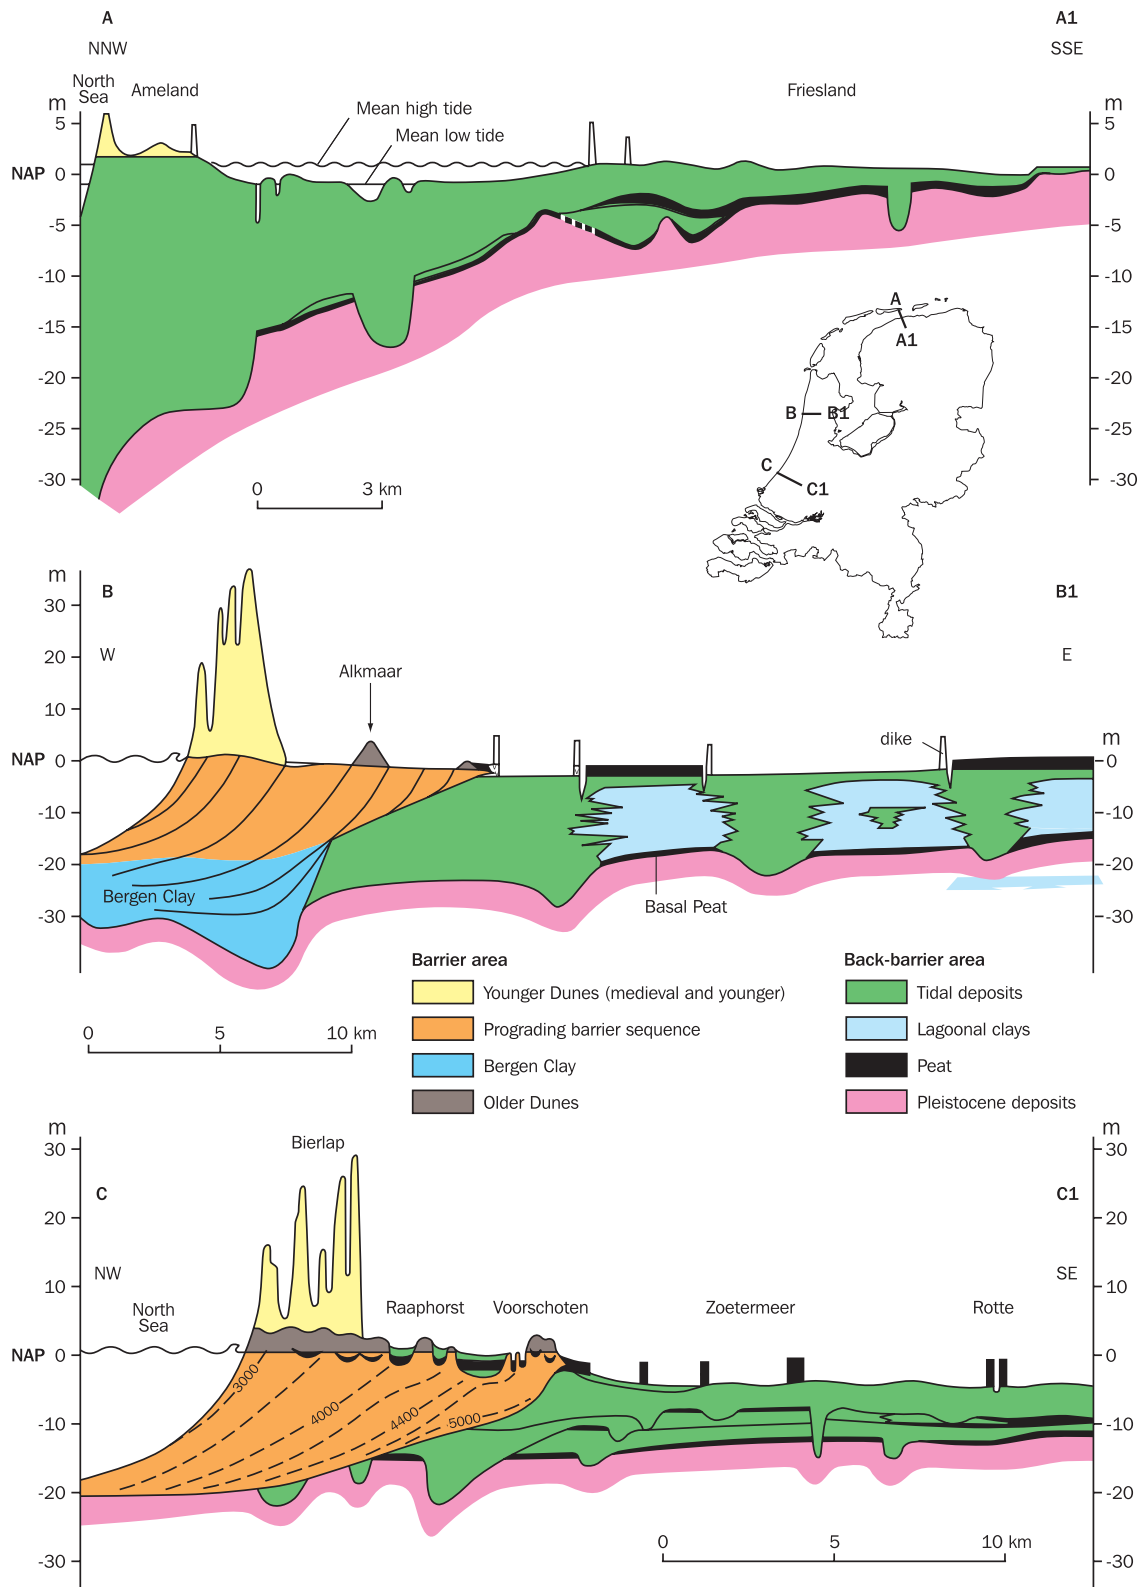 A
NNW
A1
SSE
North
Sea
Ameland
Friesland
Mean high tide
Mean low tide
m
5
NAP
0
-5
-10
-15
-20
-25
-30
m
5
0
-5
-10
-15
-20
-25
-30
0
3 km
A
A1
B
B1
C
C1
m
30
20
10
NAP
0
-10
-20
-30
B
W
B1
E
Alkmaar
dike
m
0
-10
-20
-30
Bergen Clay
Basal Peat
0
5
10 km
Barrier area
Younger Dunes (medieval and younger)
Prograding barrier sequence
Bergen Clay
Older Dunes
Back-barrier area
Tidal deposits
Lagoonal clays
Peat
Pleistocene deposits
m
30
20
10
NAP
0
-10
-20
-30
C
NW
Bierlap
C1
SE
North
Sea
Raaphorst
Voorschoten
Zoetermeer
Rotte
m
30
20
10
0
-10
-20
-30
3000
4000
4400
5000
0
5
10 km